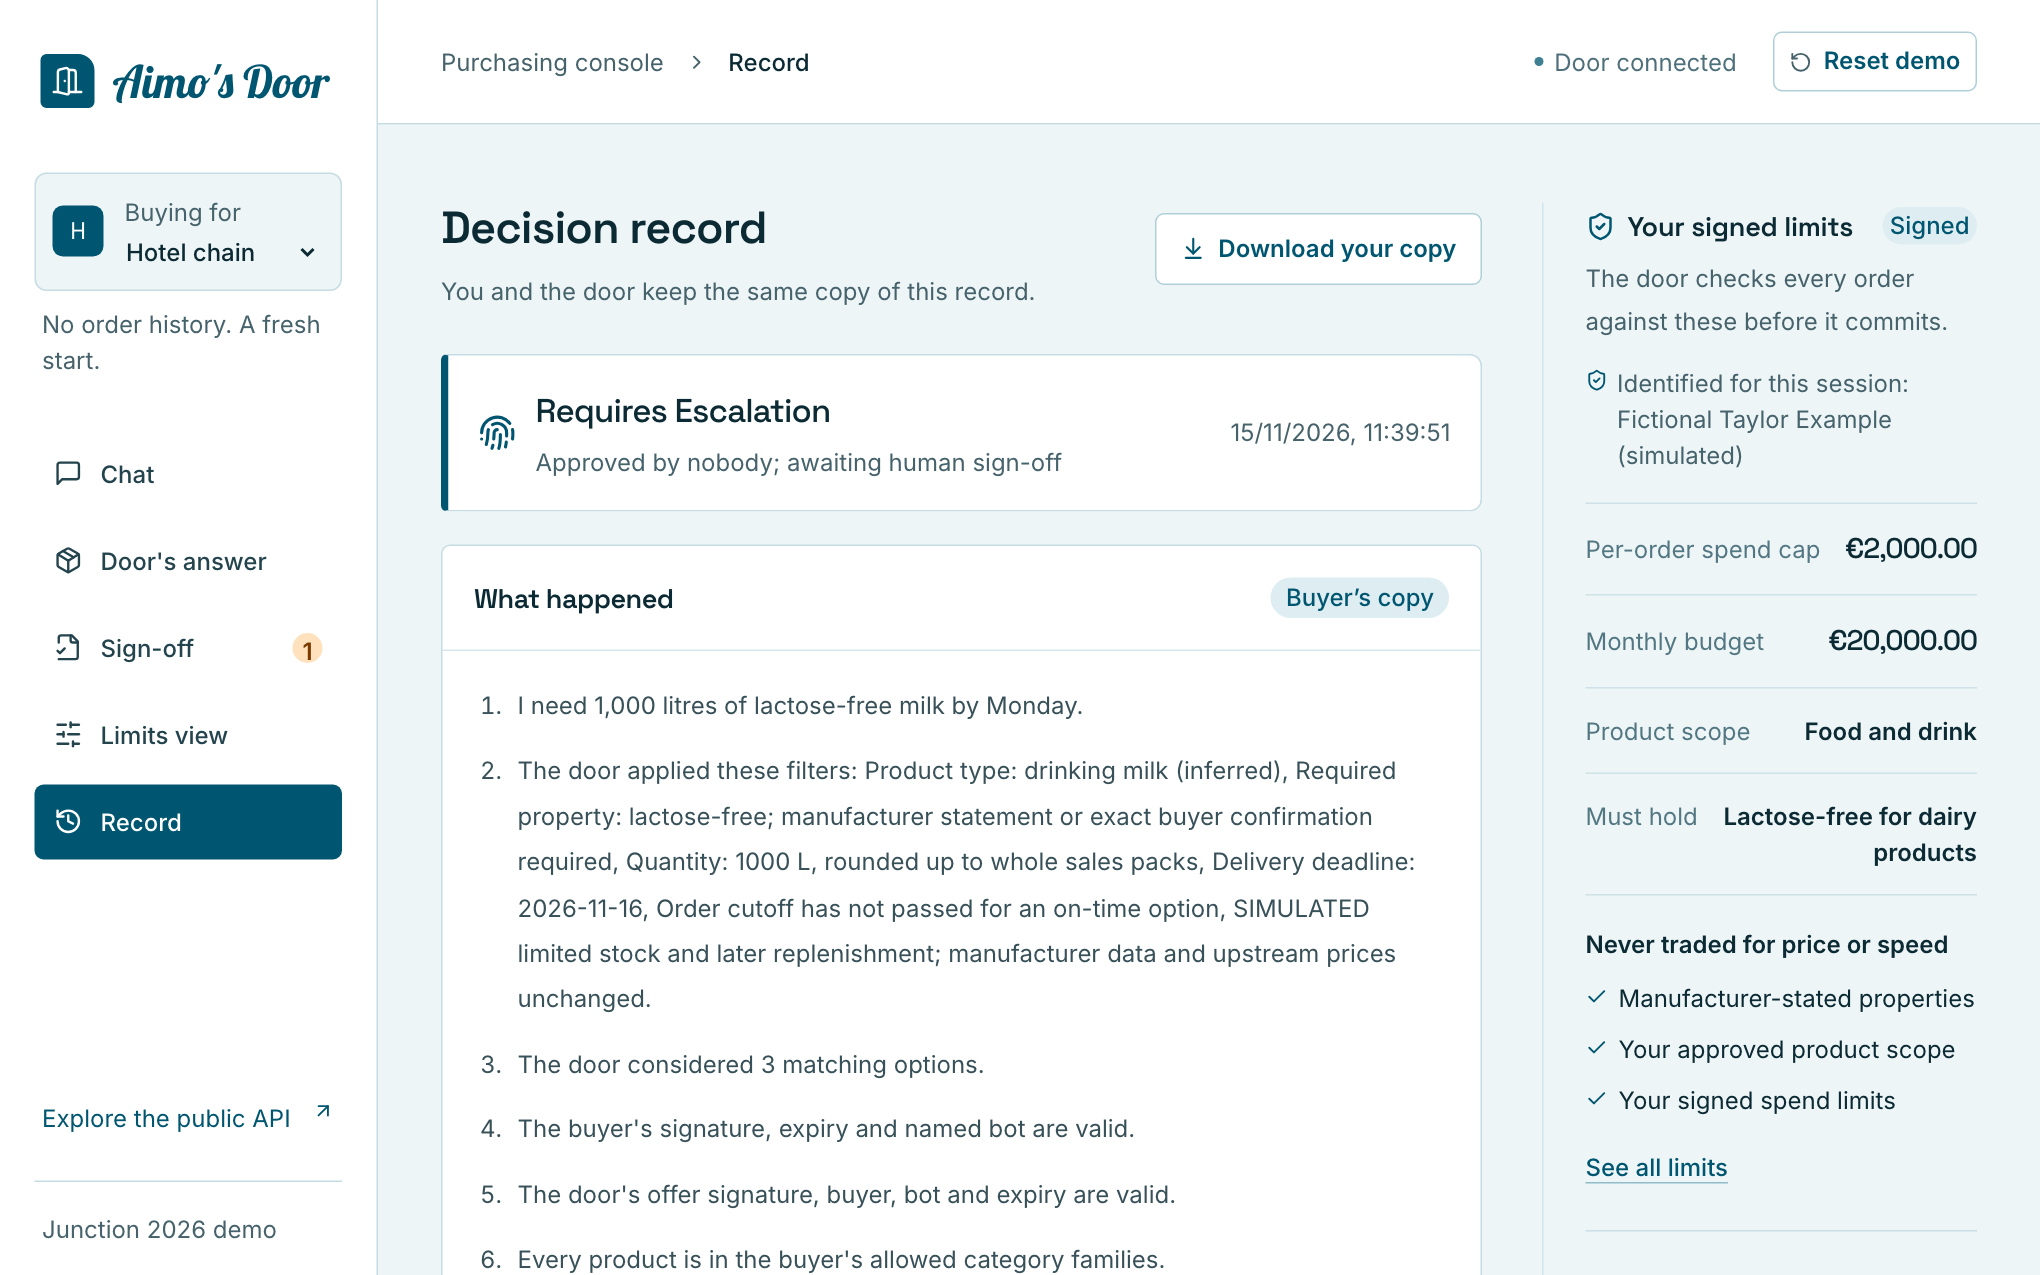 Aimo's Door
H
Buying for
Hotel chain
No order history. A fresh
start.
Chat
Door's answer
Sign-off
1
Limits view
Record
Explore the public API
Junction 2026 demo
Purchasing console
Record
Door connected
Reset demo
Decision record
You and the door keep the same copy of this record.
Download your copy
Requires Escalation
Approved by nobody; awaiting human sign-off
15/11/2026, 11:39:51
What happened
Buyer’s copy
1. I need 1,000 litres of lactose-free milk by Monday.
2. The door applied these filters: Product type: drinking milk (inferred), Required
property: lactose-free; manufacturer statement or exact buyer confirmation
required, Quantity: 1000 L, rounded up to whole sales packs, Delivery deadline:
2026-11-16, Order cutoff has not passed for an on-time option, SIMULATED
limited stock and later replenishment; manufacturer data and upstream prices
unchanged.
3. The door considered 3 matching options.
4. The buyer's signature, expiry and named bot are valid.
5. The door's offer signature, buyer, bot and expiry are valid.
6. Every product is in the buyer's allowed category families.
Your signed limits
Signed
The door checks every order
against these before it commits.
Identified for this session:
Fictional Taylor Example
(simulated)
Per-order spend cap €2,000.00
Monthly budget €20,000.00
Product scope Food and drink
Must hold Lactose-free for dairy
products
Never traded for price or speed
Manufacturer-stated properties
Your approved product scope
Your signed spend limits
See all limits